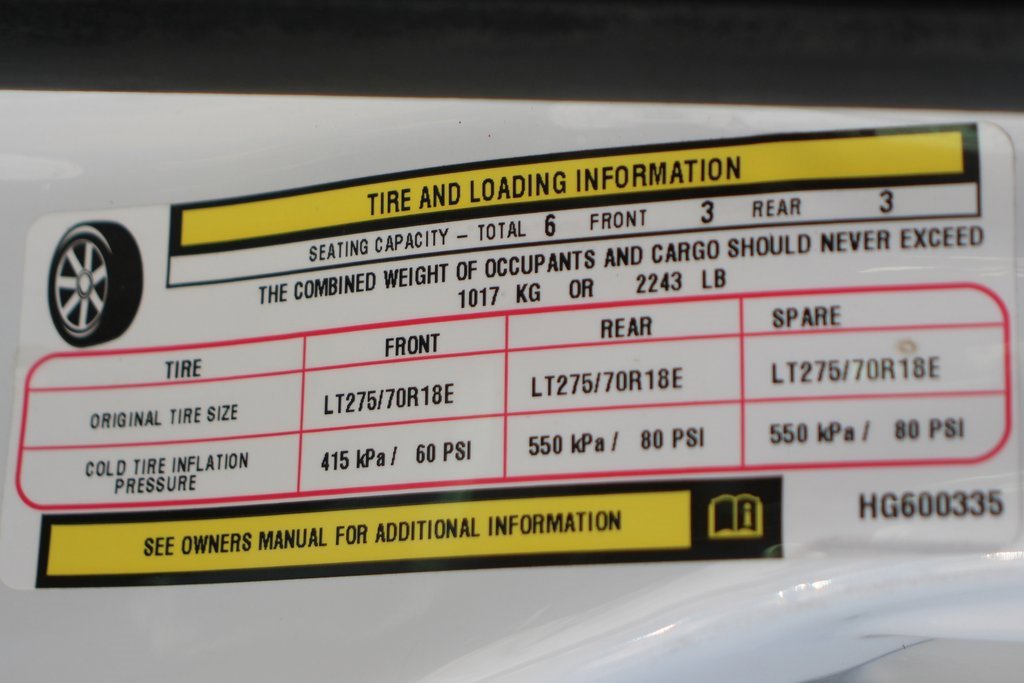 TIRE AND LOADING INFORMATION
SEATING CAPACITY – TOTAL 6 FRONT 3 REAR 3
THE COMBINED WEIGHT OF OCCUPANTS AND CARGO SHOULD NEVER EXCEED
1017 KG OR 2243 LB
TIRE FRONT REAR SPARE
ORIGINAL TIRE SIZE LT275/70R18E LT275/70R18E LT275/70R18E
COLD TIRE INFLATION
PRESSURE 415 kPa / 60 PSI 550 kPa / 80 PSI 550 kPa / 80 PSI
SEE OWNERS MANUAL FOR ADDITIONAL INFORMATION
HG600335